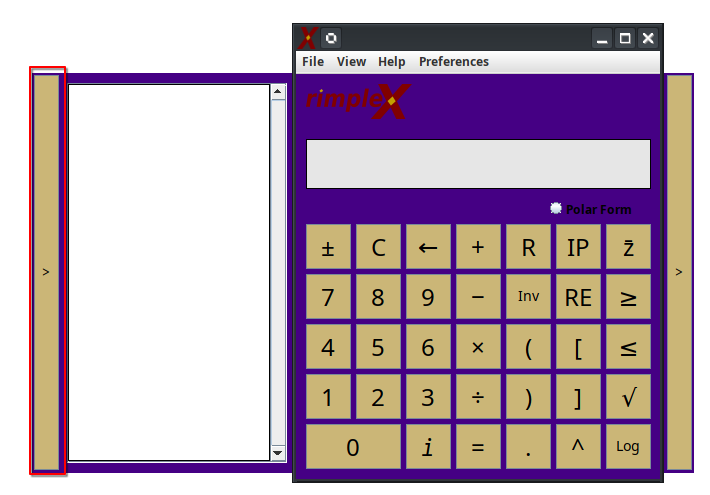 File View Help Preferences
rimpleX
Polar Form
± C ← + R IP z̄
7 8 9 − Inv RE ≥
> >
4 5 6 × ( [ ≤
1 2 3 ÷ ) ] √
0 i = . ^ Log